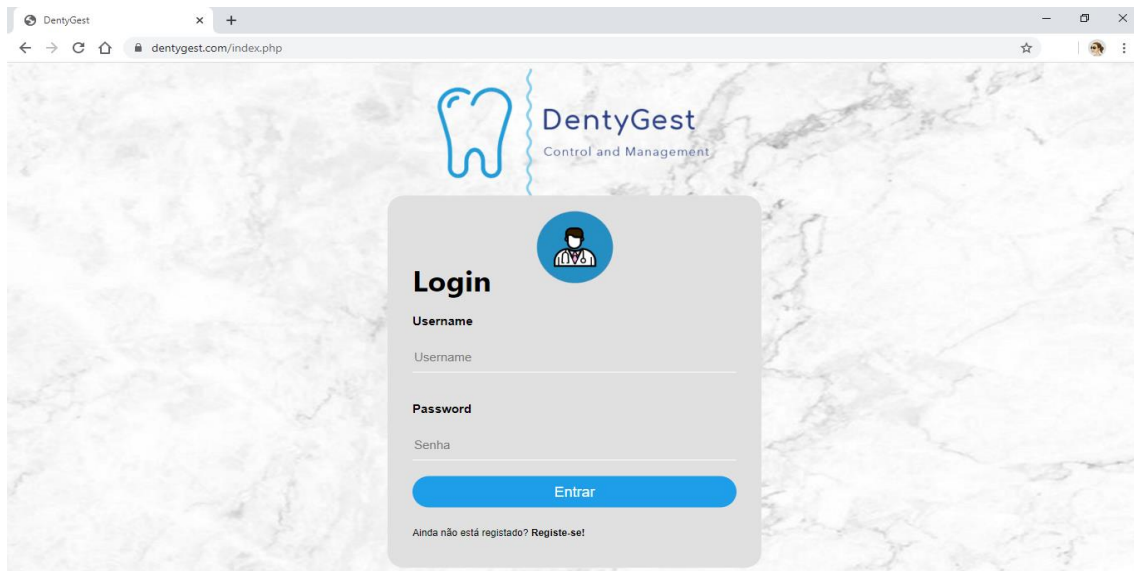 DentyGest
dentygest.com/index.php
DentyGest
Control and Management
Login
Username
Username
Password
Senha
Entrar
Ainda não está registado? Registe-se!